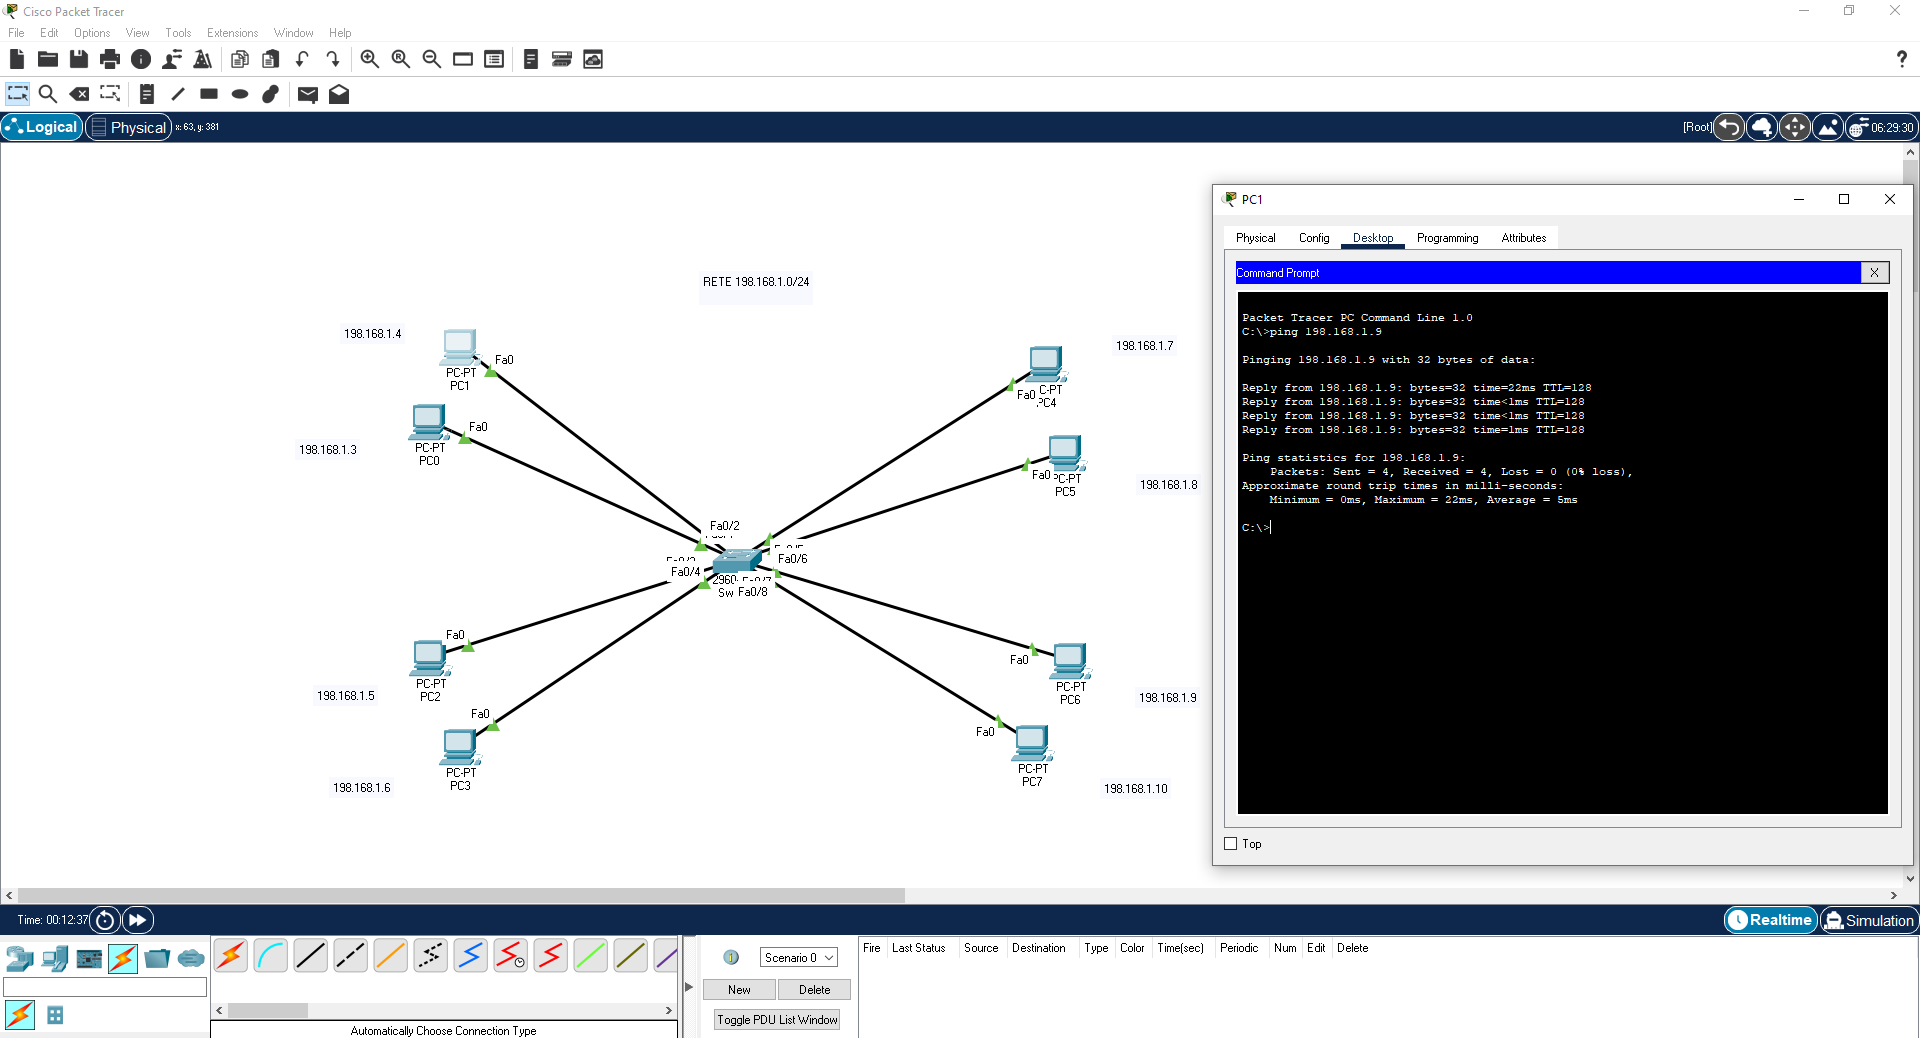 Cisco Packet Tracer
File Edit Options View Tools Extensions Window Help
?
Logical Physical x: 63, y: 381
[Root] 06:29:30
RETE 198.168.1.0/24
198.168.1.4
Fa0
PC-PT
PC1
198.168.1.3
Fa0
PC-PT
PC0
198.168.1.7
Fa0
C-PT
PC4
198.168.1.8
Fa0
PC-PT
PC5
Fa0/2
Fa0/6
Fa0/4
2960
Sw Fa0/8
198.168.1.5
Fa0
PC-PT
PC2
198.168.1.6
Fa0
PC-PT
PC3
198.168.1.9
Fa0
PC-PT
PC6
198.168.1.10
Fa0
PC-PT
PC7
PC1
Physical Config Desktop Programming Attributes
Command Prompt X
Packet Tracer PC Command Line 1.0
C:\>ping 198.168.1.9
Pinging 198.168.1.9 with 32 bytes of data:
Reply from 198.168.1.9: bytes=32 time=22ms TTL=128
Reply from 198.168.1.9: bytes=32 time<1ms TTL=128
Reply from 198.168.1.9: bytes=32 time<1ms TTL=128
Reply from 198.168.1.9: bytes=32 time=1ms TTL=128
Ping statistics for 198.168.1.9:
Packets: Sent = 4, Received = 4, Lost = 0 (0% loss),
Approximate round trip times in milli-seconds:
Minimum = 0ms, Maximum = 22ms, Average = 5ms
C:\>
Top
Time: 00:12:37
Realtime Simulation
Scenario 0
New Delete
Toggle PDU List Window
Fire Last Status Source Destination Type Color Time(sec) Periodic Num Edit Delete
Automatically Choose Connection Type